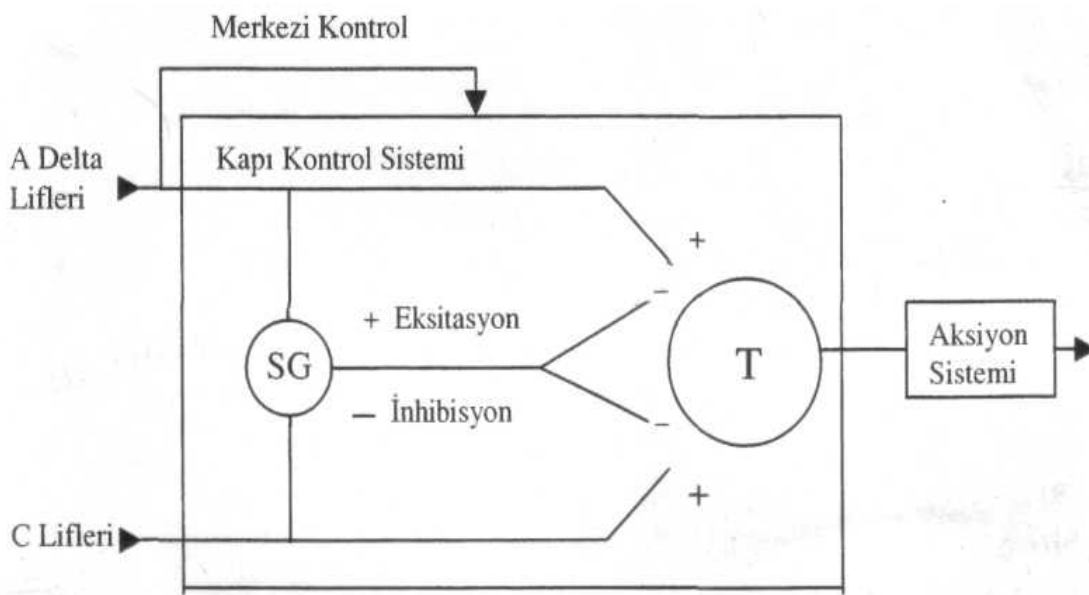 Merkezi Kontrol
A Delta
Lifleri
Kapı Kontrol Sistemi
+
-
+ Eksitasyon
SG
T
Aksiyon
Sistemi
- İnhibisyon
-
+
C Lifleri